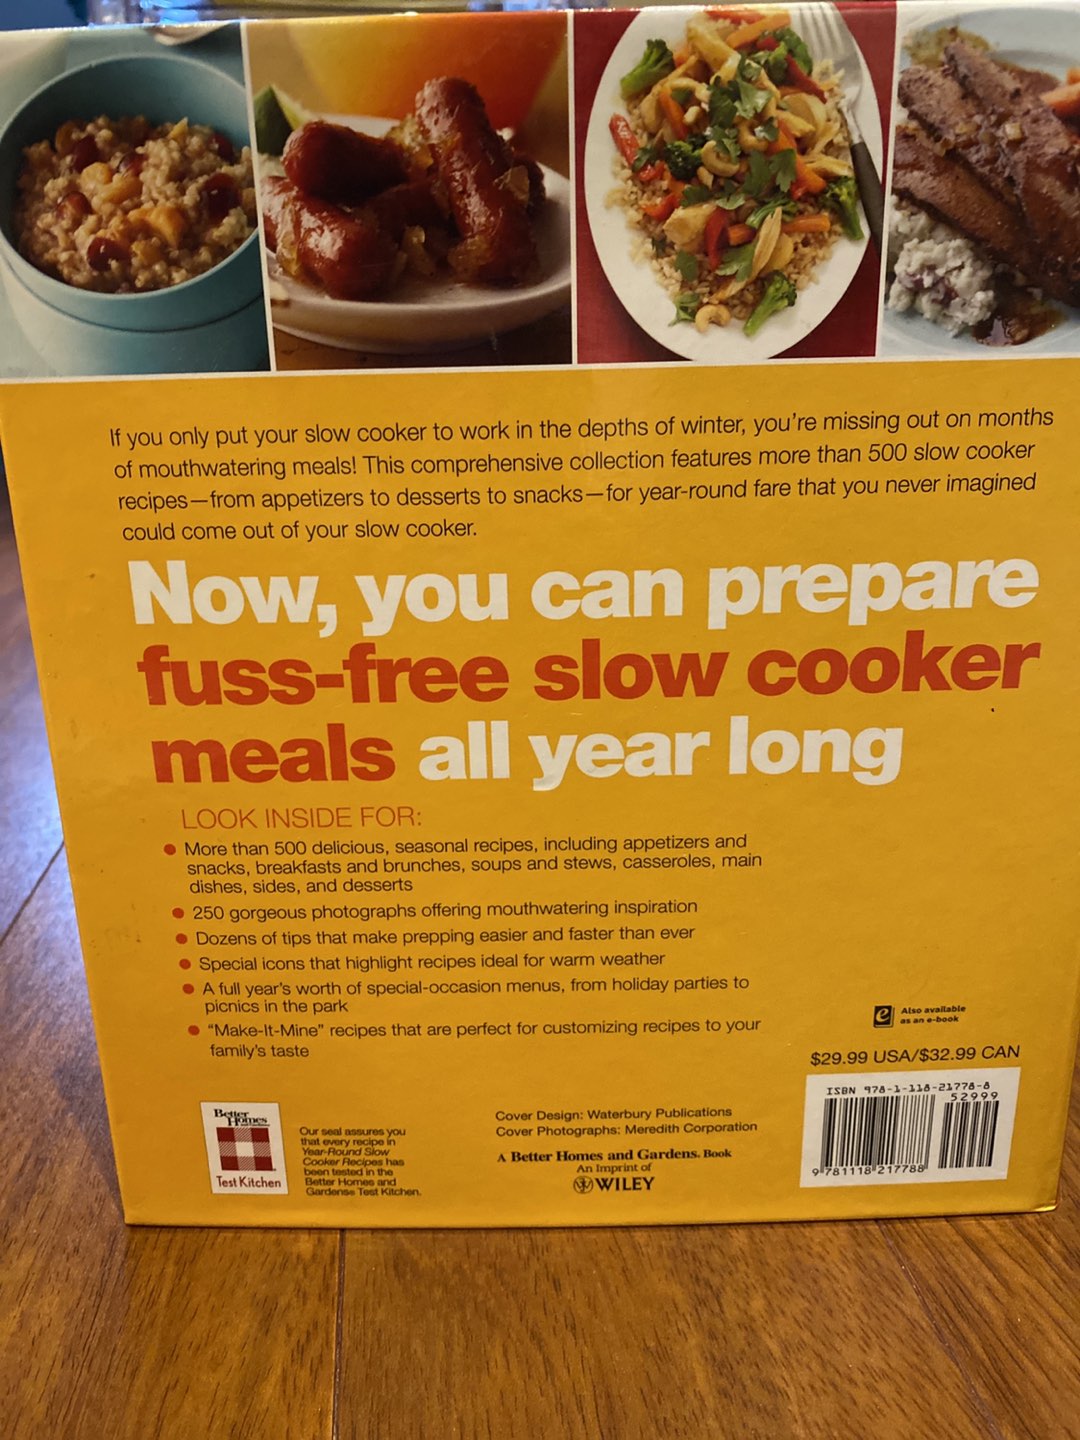 If you only put your slow cooker to work in the depths of winter, you're missing out on months
of mouthwatering meals! This comprehensive collection features more than 500 slow cooker
recipes—from appetizers to desserts to snacks—for year-round fare that you never imagined
could come out of your slow cooker.
Now, you can prepare
fuss-free slow cooker
meals all year long
LOOK INSIDE FOR:
• More than 500 delicious, seasonal recipes, including appetizers and
snacks, breakfasts and brunches, soups and stews, casseroles, main
dishes, sides, and desserts
• 250 gorgeous photographs offering mouthwatering inspiration
• Dozens of tips that make prepping easier and faster than ever
• Special icons that highlight recipes ideal for warm weather
• A full year's worth of special-occasion menus, from holiday parties to
picnics in the park
• "Make-It-Mine" recipes that are perfect for customizing recipes to your
family's taste
e Also available
as an e-book
$29.99 USA/$32.99 CAN
ISBN 978-1-118-21778-8
52999
9 781118 217788
Better
Homes
Test Kitchen
Our seal assures you
that every recipe in
Year-Round Slow
Cooker Recipes has
been tested in the
Better Homes and
Gardens® Test Kitchen.
Cover Design: Waterbury Publications
Cover Photographs: Meredith Corporation
A Better Homes and Gardens. Book
An Imprint of
WILEY